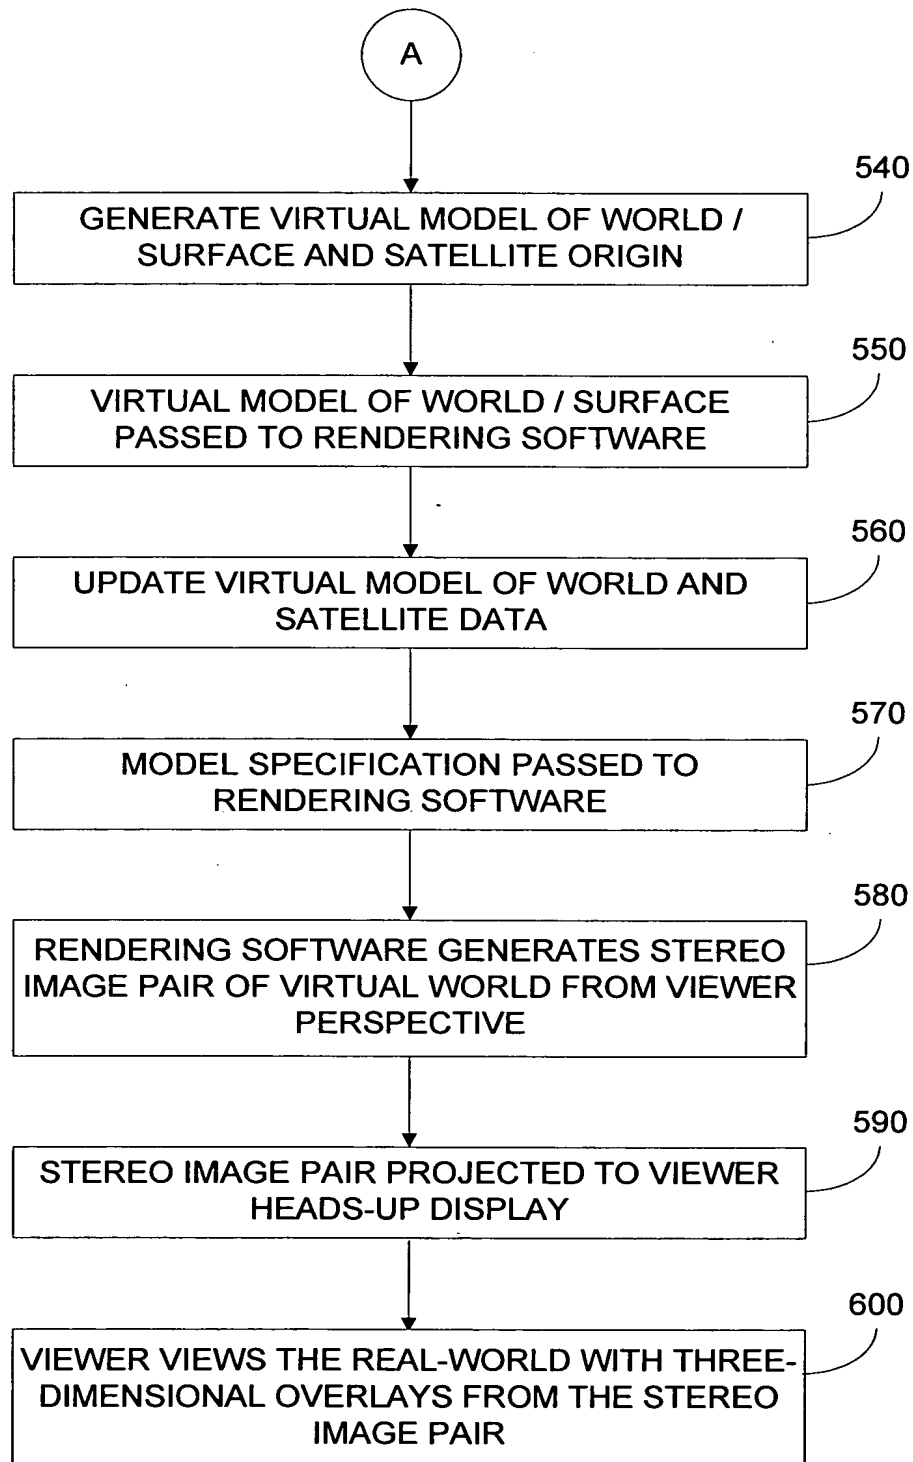 A
540
GENERATE VIRTUAL MODEL OF WORLD /
SURFACE AND SATELLITE ORIGIN
550
VIRTUAL MODEL OF WORLD / SURFACE
PASSED TO RENDERING SOFTWARE
560
UPDATE VIRTUAL MODEL OF WORLD AND
SATELLITE DATA
570
MODEL SPECIFICATION PASSED TO
RENDERING SOFTWARE
580
RENDERING SOFTWARE GENERATES STEREO
IMAGE PAIR OF VIRTUAL WORLD FROM VIEWER
PERSPECTIVE
590
STEREO IMAGE PAIR PROJECTED TO VIEWER
HEADS-UP DISPLAY
600
VIEWER VIEWS THE REAL-WORLD WITH THREE-
DIMENSIONAL OVERLAYS FROM THE STEREO
IMAGE PAIR